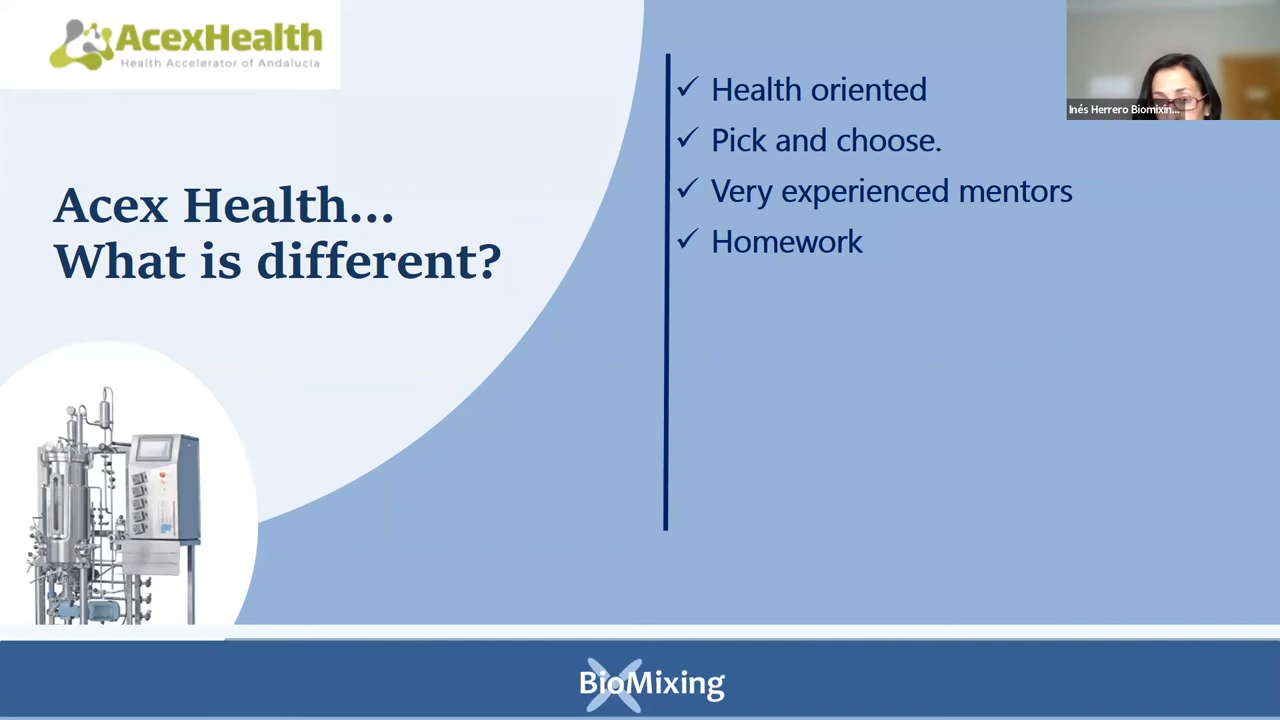 AcexHealth
Health Accelerator of Andalucía
Acex Health...
What is different?
✓ Health oriented
✓ Pick and choose.
✓ Very experienced mentors
✓ Homework
Inés Herrero Biomixin...
BioMixing